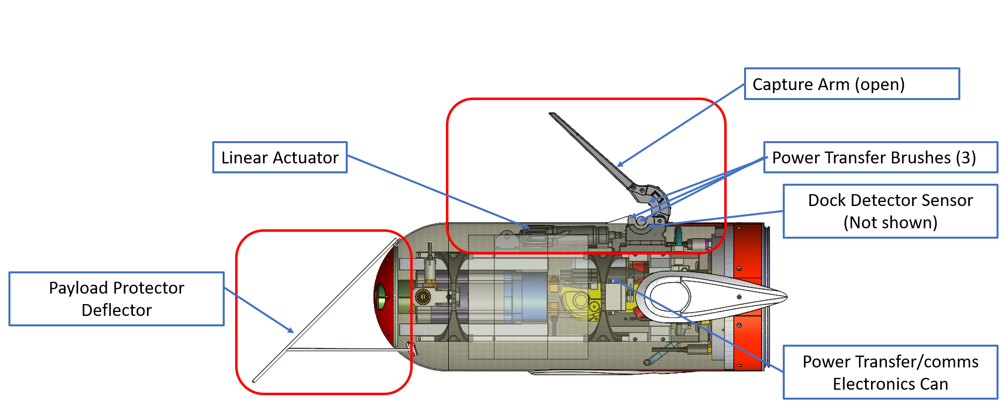 Capture Arm (open)
Linear Actuator
Power Transfer Brushes (3)
Dock Detector Sensor
(Not shown)
Payload Protector
Deflector
Power Transfer/comms
Electronics Can